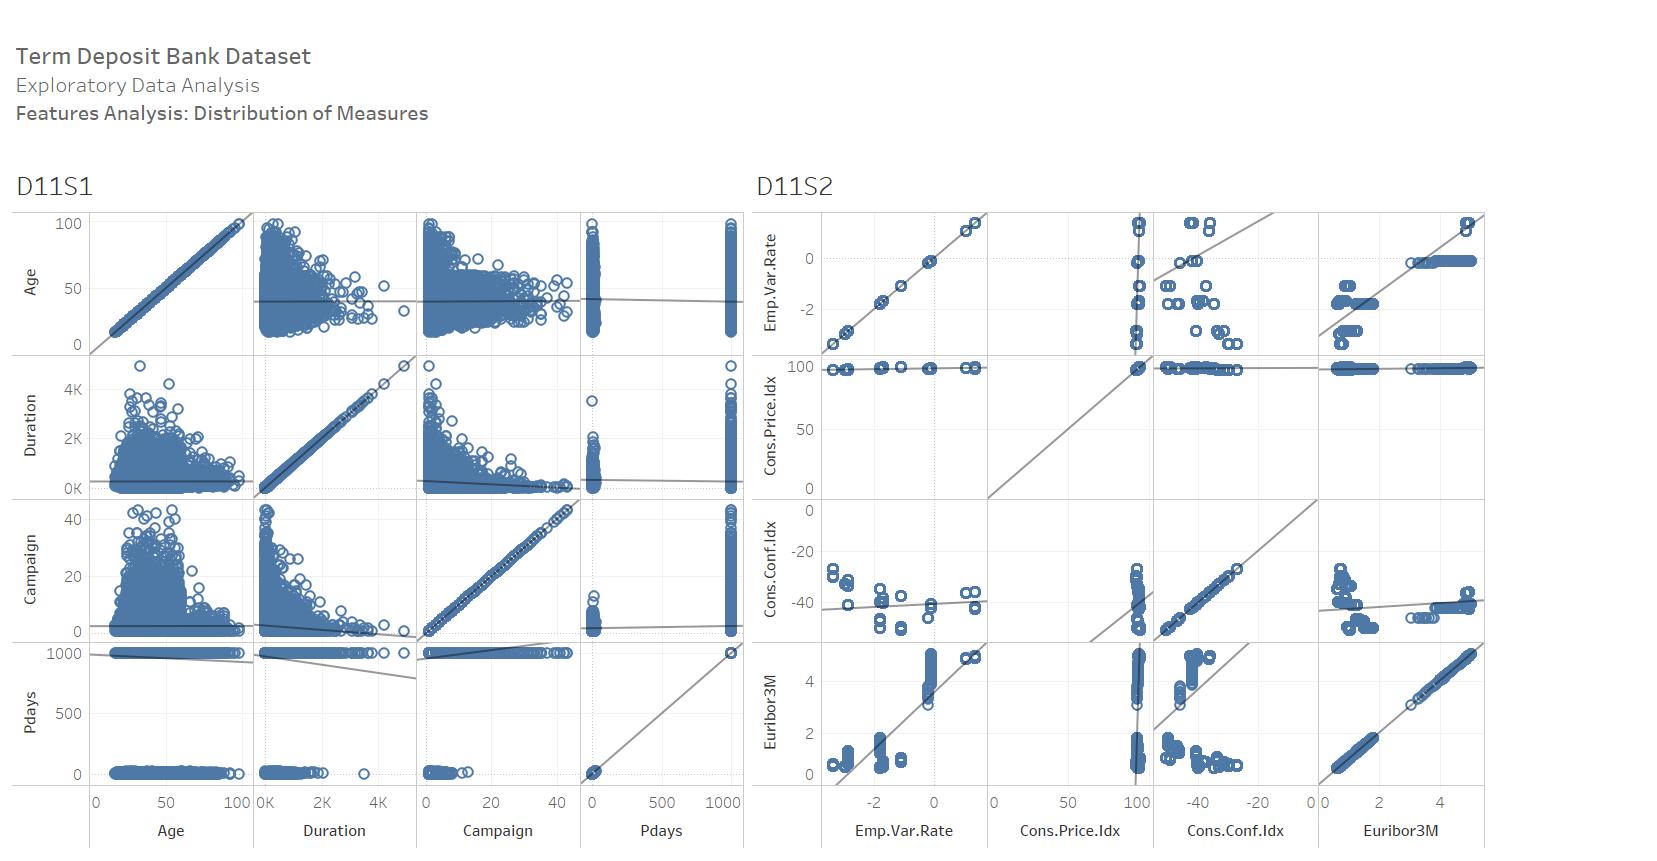 Term Deposit Bank Dataset
Exploratory Data Analysis
Features Analysis: Distribution of Measures
D11S1
100
50
0
Age
4K
2K
0K
Duration
40
20
0
Campaign
1000
500
0
Pdays
0 50 100
0K 2K 4K
0 20 40
0 500 1000
Age
Duration
Campaign
Pdays
D11S2
0
-2
Emp.Var.Rate
100
50
0
Cons.Price.Idx
0
-20
-40
Cons.Conf.Idx
4
2
0
Euribor3M
-2 0
0 50 100
-40 -20 0
0 2 4
Emp.Var.Rate
Cons.Price.Idx
Cons.Conf.Idx
Euribor3M